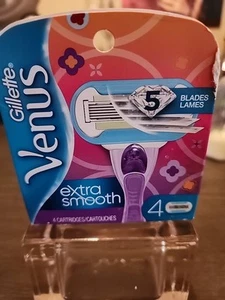 Gillette
Venus
5
BLADES
LAMES
extra
smooth
4
4 CARTRIDGES/CARTOUCHES